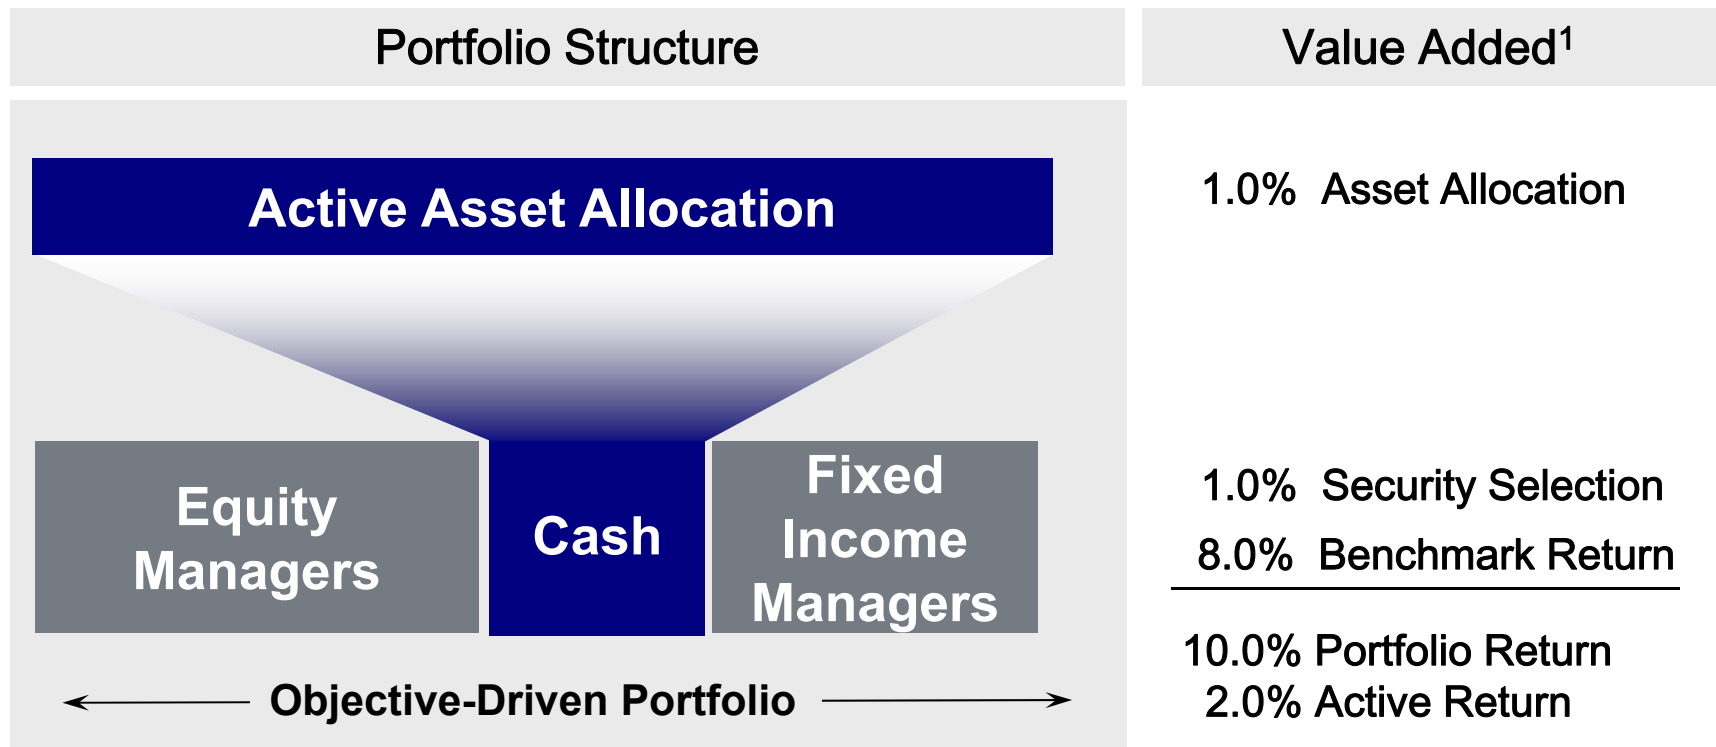 Portfolio Structure
Value Added¹
Active Asset Allocation
1.0% Asset Allocation
Equity
Managers
Cash
Fixed
Income
Managers
1.0% Security Selection
8.0% Benchmark Return
10.0% Portfolio Return
2.0% Active Return
Objective-Driven Portfolio